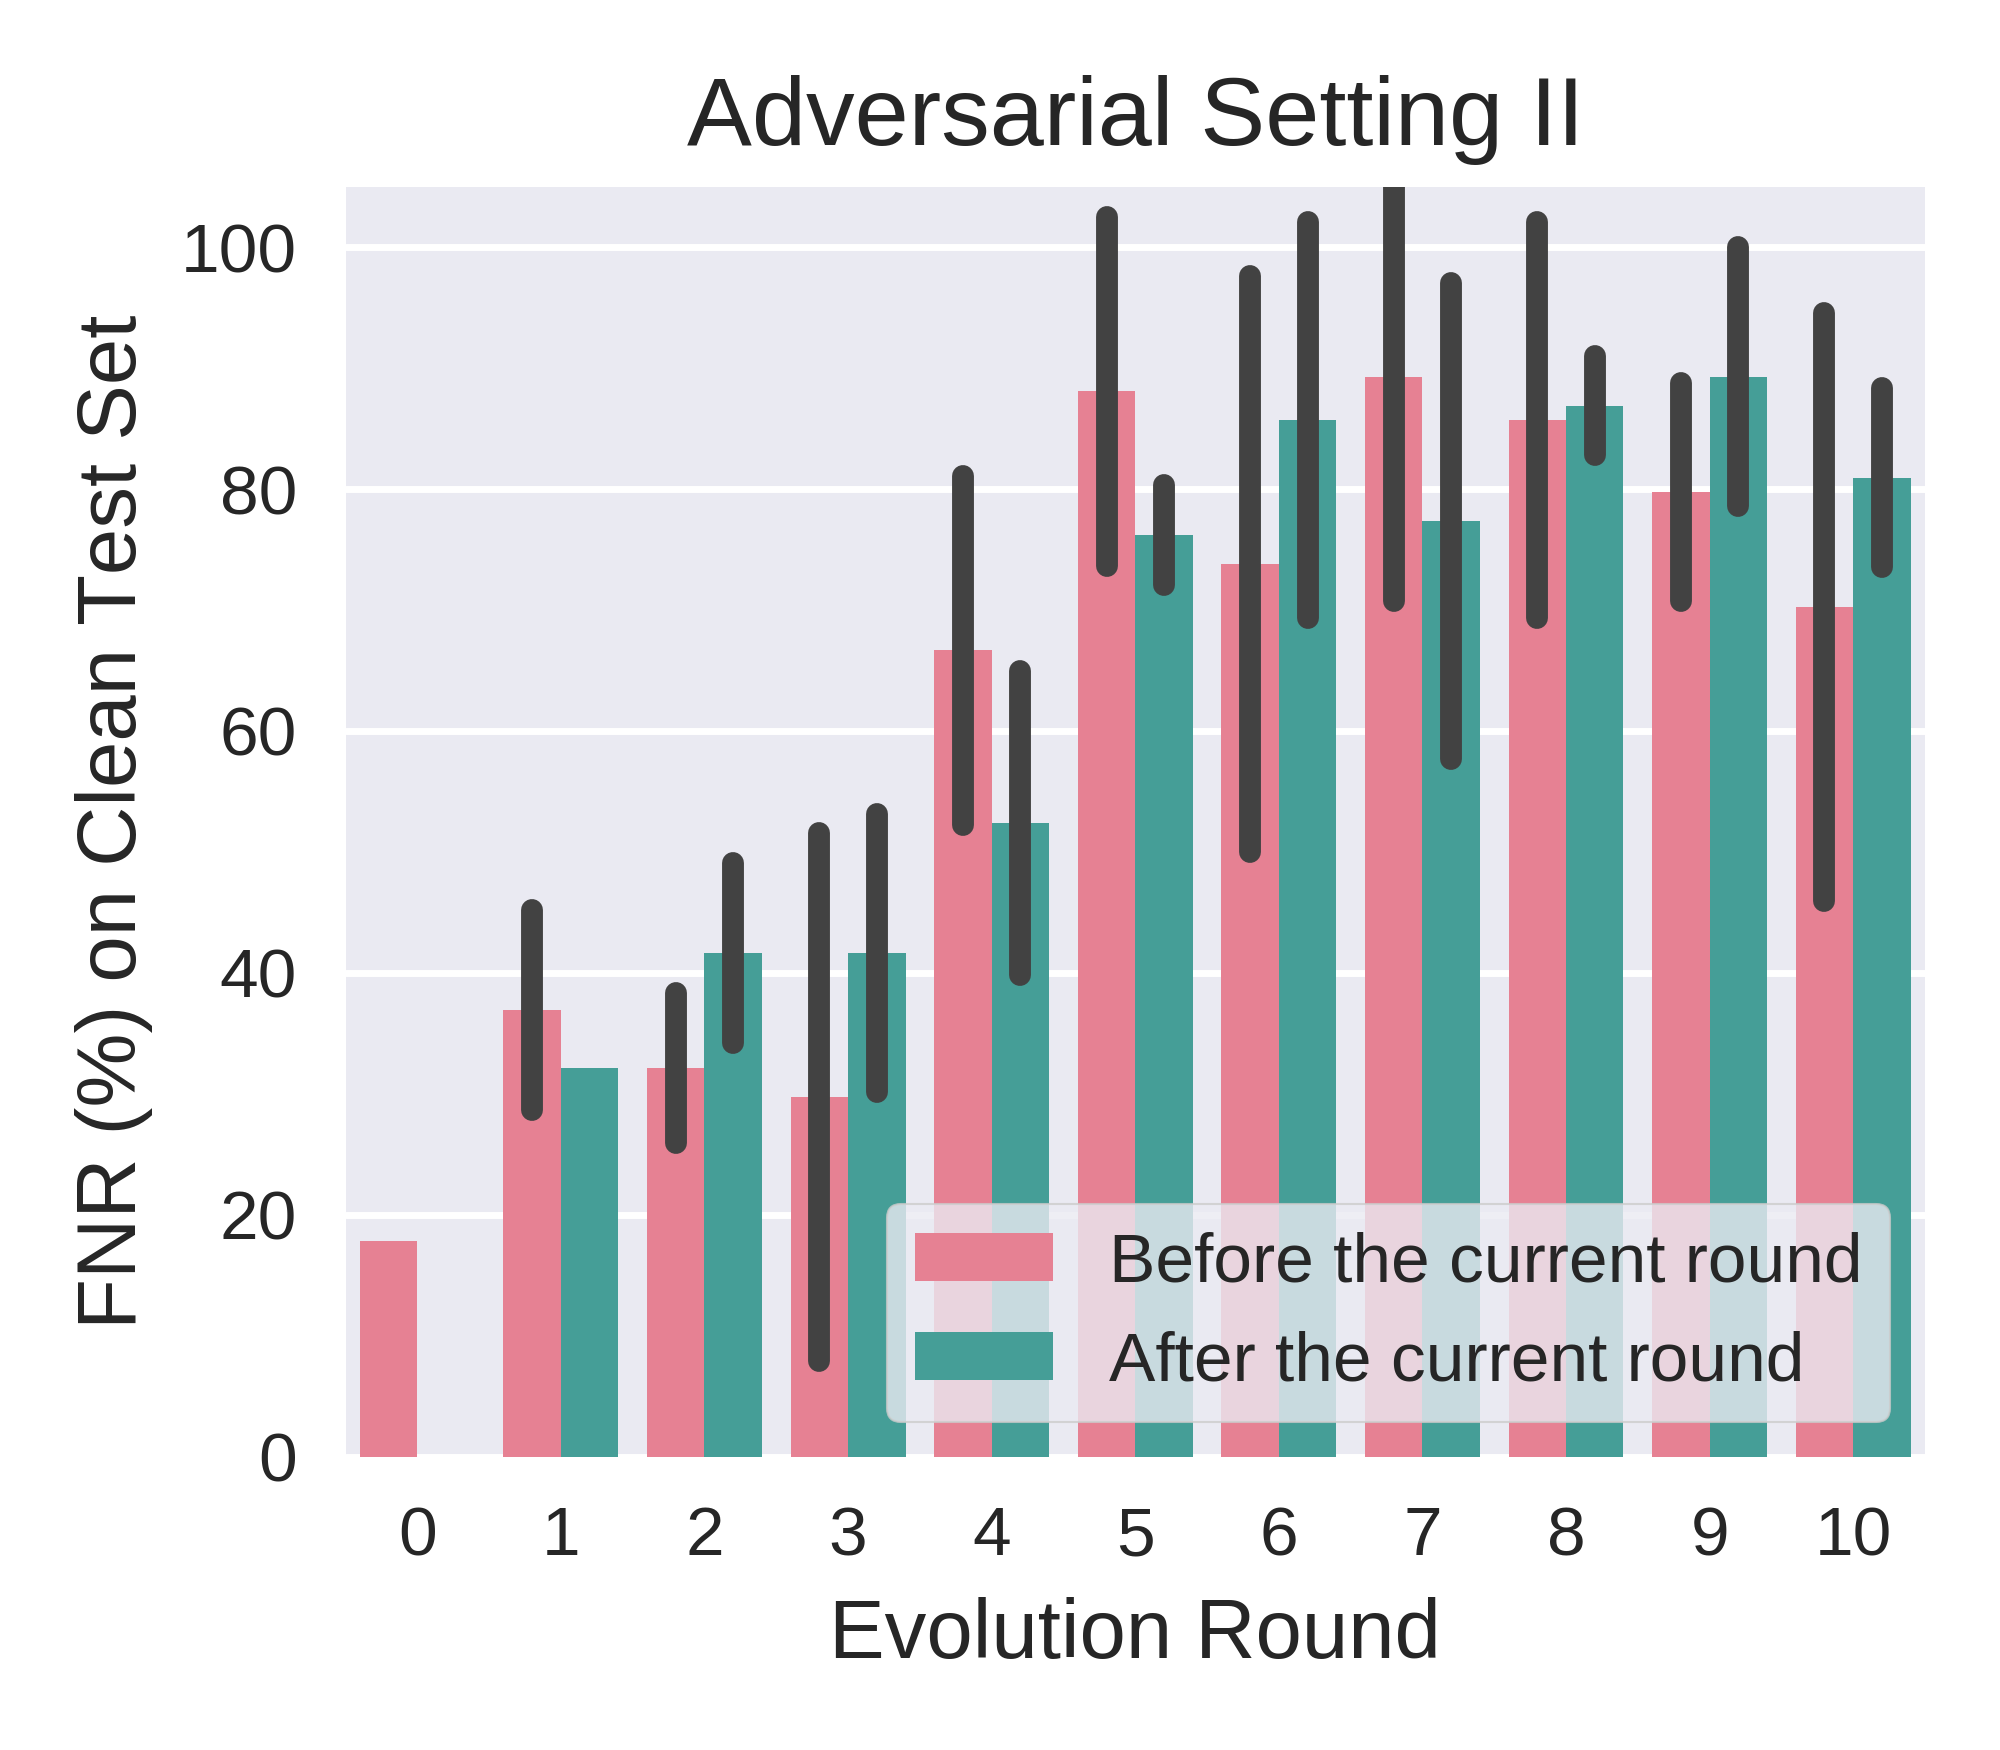 Adversarial Setting II
FNR (%) on Clean Test Set
100
80
60
40
20
0
Before the current round
After the current round
0 1 2 3 4 5 6 7 8 9 10
Evolution Round